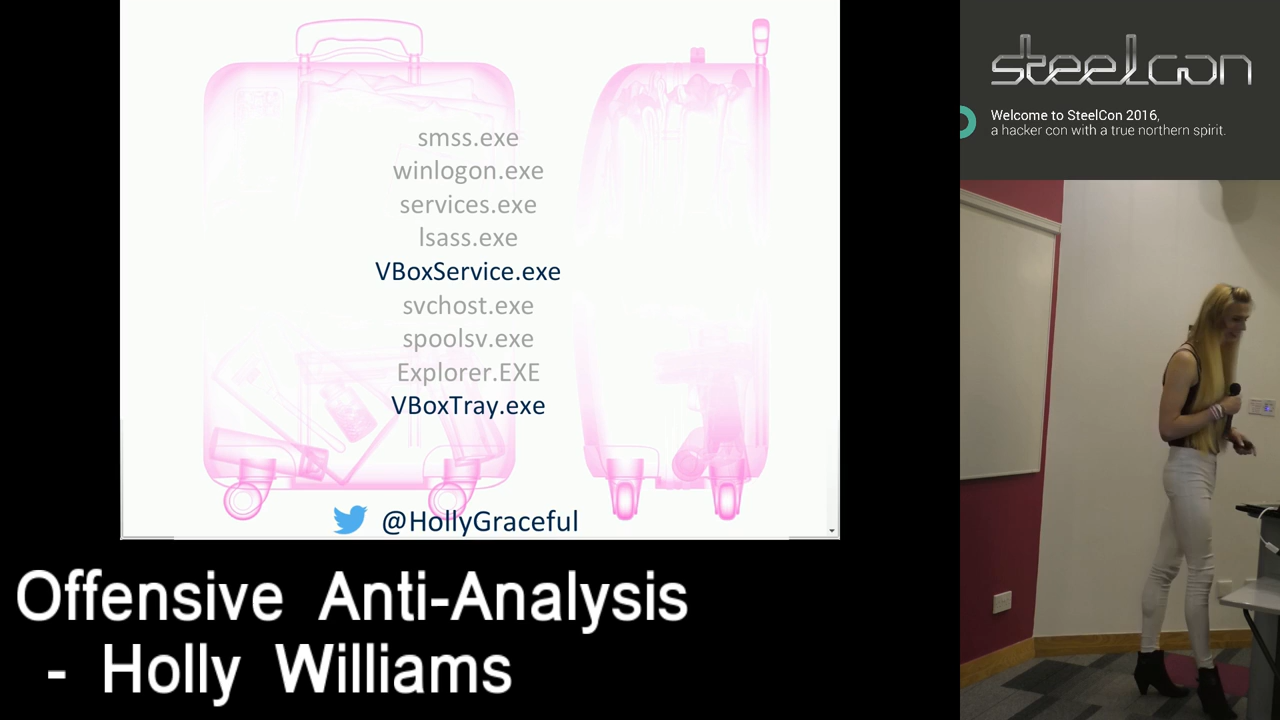 smss.exe
winlogon.exe
services.exe
lsass.exe
VBoxService.exe
svchost.exe
spoolsv.exe
Explorer.EXE
VBoxTray.exe
@HollyGraceful
Offensive Anti-Analysis
- Holly Williams
steelcon
Welcome to SteelCon 2016,
a hacker con with a true northern spirit.